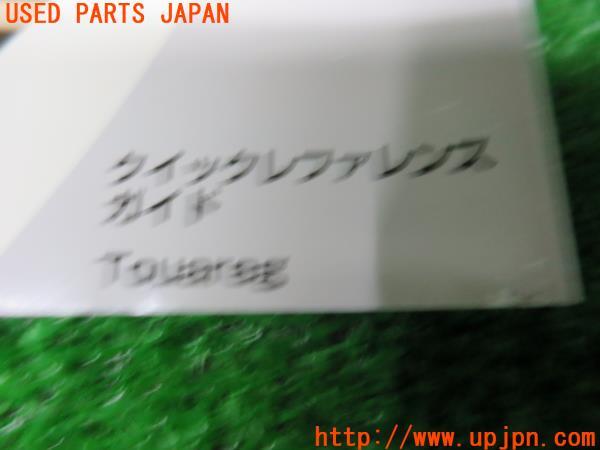 USED PARTS JAPAN
クイックレファレンス
ガイド
Touareg
http://www.upjpn.com